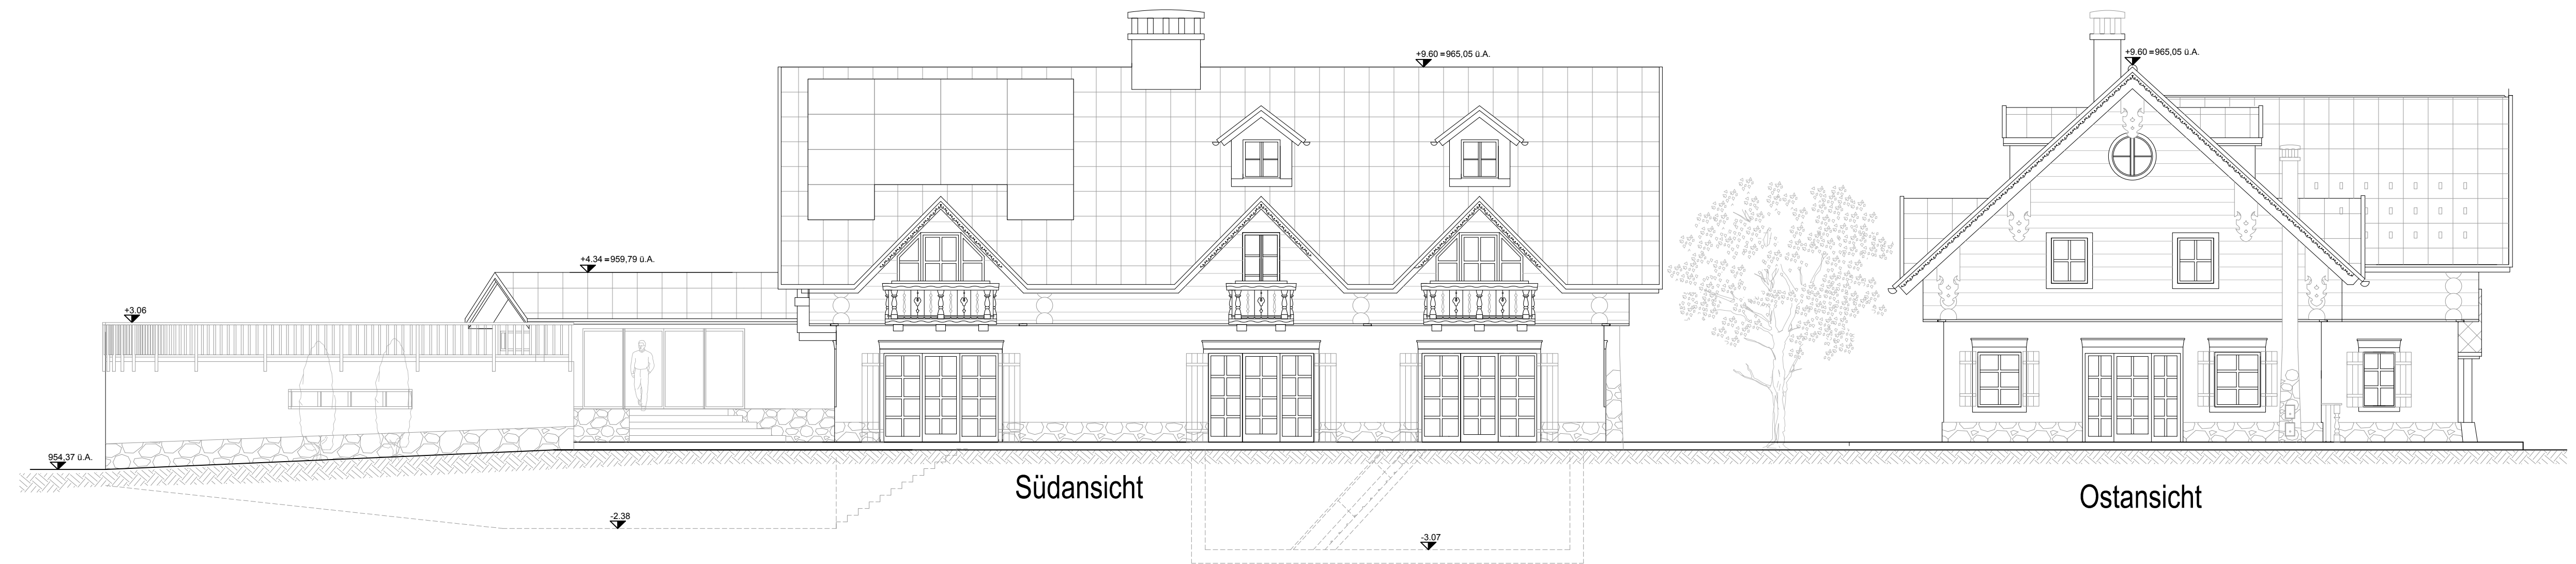 +9.60 =965,05 ü.A.
+9.60 =965,05 ü.A.
+4.34 =959,79 ü.A.
+3.06
954,37 ü.A.
Südansicht
Ostansicht
-2.38
-3.07